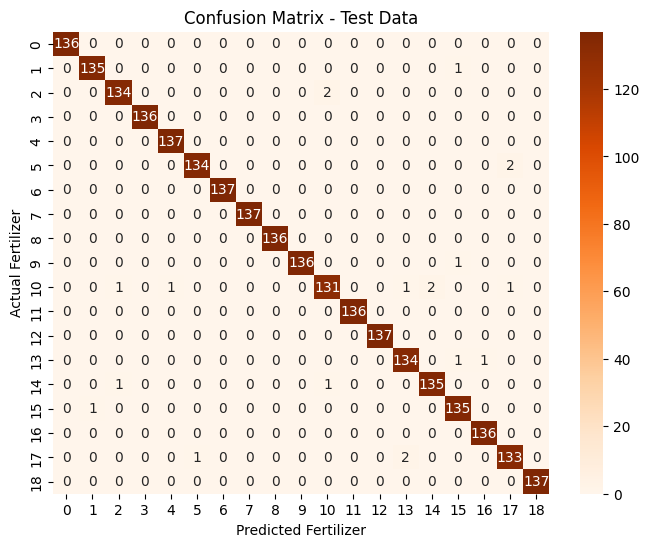 Confusion Matrix - Test Data
Actual Fertilizer
0 136 0 0 0 0 0 0 0 0 0 0 0 0 0 0 0 0 0 0
1 0 135 0 0 0 0 0 0 0 0 0 0 0 0 0 1 0 0 0
2 0 0 134 0 0 0 0 0 0 0 2 0 0 0 0 0 0 0 0
3 0 0 0 136 0 0 0 0 0 0 0 0 0 0 0 0 0 0 0
4 0 0 0 0 137 0 0 0 0 0 0 0 0 0 0 0 0 0 0
5 0 0 0 0 0 134 0 0 0 0 0 0 0 0 0 0 0 2 0
6 0 0 0 0 0 0 137 0 0 0 0 0 0 0 0 0 0 0 0
7 0 0 0 0 0 0 0 137 0 0 0 0 0 0 0 0 0 0 0
8 0 0 0 0 0 0 0 0 136 0 0 0 0 0 0 0 0 0 0
9 0 0 0 0 0 0 0 0 0 136 0 0 0 0 0 1 0 0 0
10 0 0 1 0 1 0 0 0 0 0 131 0 0 1 2 0 0 1 0
11 0 0 0 0 0 0 0 0 0 0 0 136 0 0 0 0 0 0 0
12 0 0 0 0 0 0 0 0 0 0 0 0 137 0 0 0 0 0 0
13 0 0 0 0 0 0 0 0 0 0 0 0 0 134 0 1 1 0 0
14 0 0 1 0 0 0 0 0 0 0 1 0 0 0 135 0 0 0 0
15 0 1 0 0 0 0 0 0 0 0 0 0 0 0 0 135 0 0 0
16 0 0 0 0 0 0 0 0 0 0 0 0 0 0 0 0 136 0 0
17 0 0 0 0 0 1 0 0 0 0 0 0 0 2 0 0 0 133 0
18 0 0 0 0 0 0 0 0 0 0 0 0 0 0 0 0 0 0 137
0 1 2 3 4 5 6 7 8 9 10 11 12 13 14 15 16 17 18
Predicted Fertilizer
120
100
80
60
40
20
0